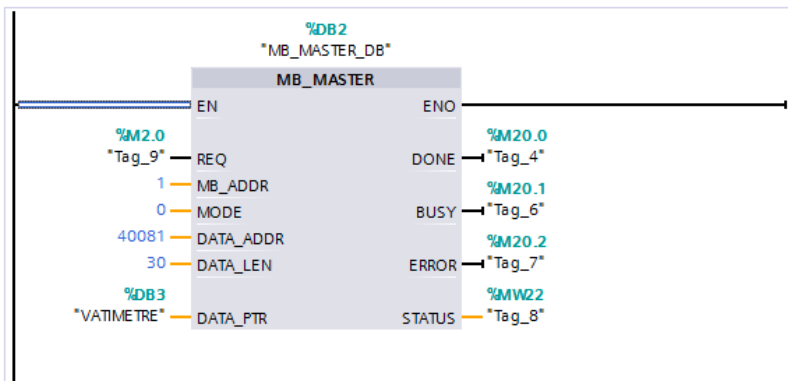 %DB2
"MB_MASTER_DB"
MB_MASTER
EN ENO
%M2.0 %M20.0
"Tag_9" REQ DONE "Tag_4"
1 MB_ADDR %M20.1
0 MODE BUSY "Tag_6"
40081 DATA_ADDR %M20.2
30 DATA_LEN ERROR "Tag_7"
%DB3 %MW22
"VATIMETRE" DATA_PTR STATUS "Tag_8"